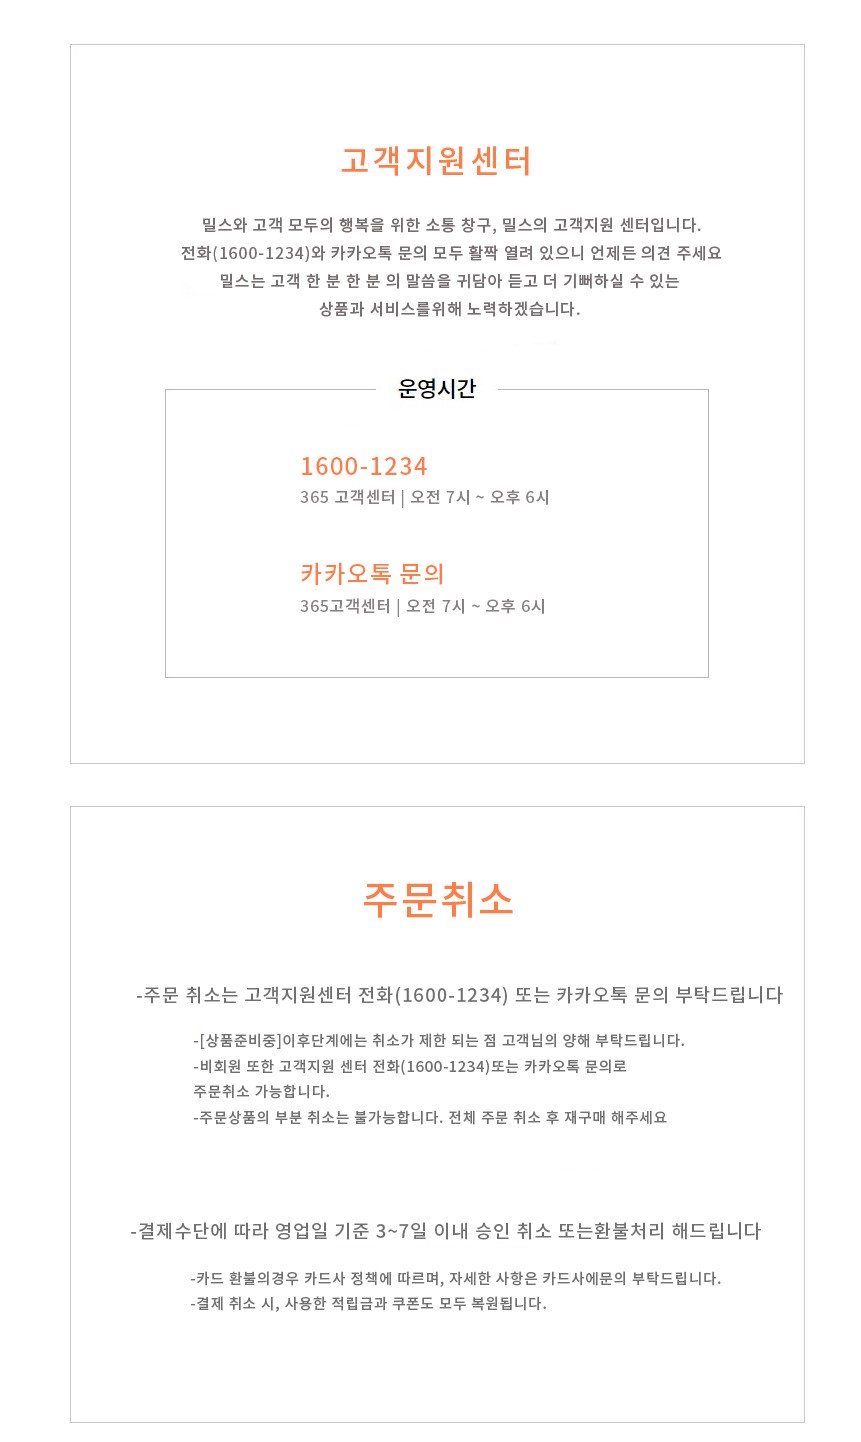 고객지원센터
밀스와 고객 모두의 행복을 위한 소통 창구, 밀스의 고객지원 센터입니다.
전화(1600-1234)와 카카오톡 문의 모두 활짝 열려 있으니 언제든 의견 주세요
밀스는 고객 한 분 한 분 의 말씀을 귀담아 듣고 더 기뻐하실 수 있는
상품과 서비스를위해 노력하겠습니다.
운영시간
1600-1234
365 고객센터 | 오전 7시 ~ 오후 6시
카카오톡 문의
365고객센터 | 오전 7시 ~ 오후 6시
주문취소
-주문 취소는 고객지원센터 전화(1600-1234) 또는 카카오톡 문의 부탁드립니다
-[상품준비중]이후단계에는 취소가 제한 되는 점 고객님의 양해 부탁드립니다.
-비회원 또한 고객지원 센터 전화(1600-1234)또는 카카오톡 문의로
주문취소 가능합니다.
-주문상품의 부분 취소는 불가능합니다. 전체 주문 취소 후 재구매 해주세요
-결제수단에 따라 영업일 기준 3~7일 이내 승인 취소 또는환불처리 해드립니다
-카드 환불의경우 카드사 정책에 따르며, 자세한 사항은 카드사에문의 부탁드립니다.
-결제 취소 시, 사용한 적립금과 쿠폰도 모두 복원됩니다.